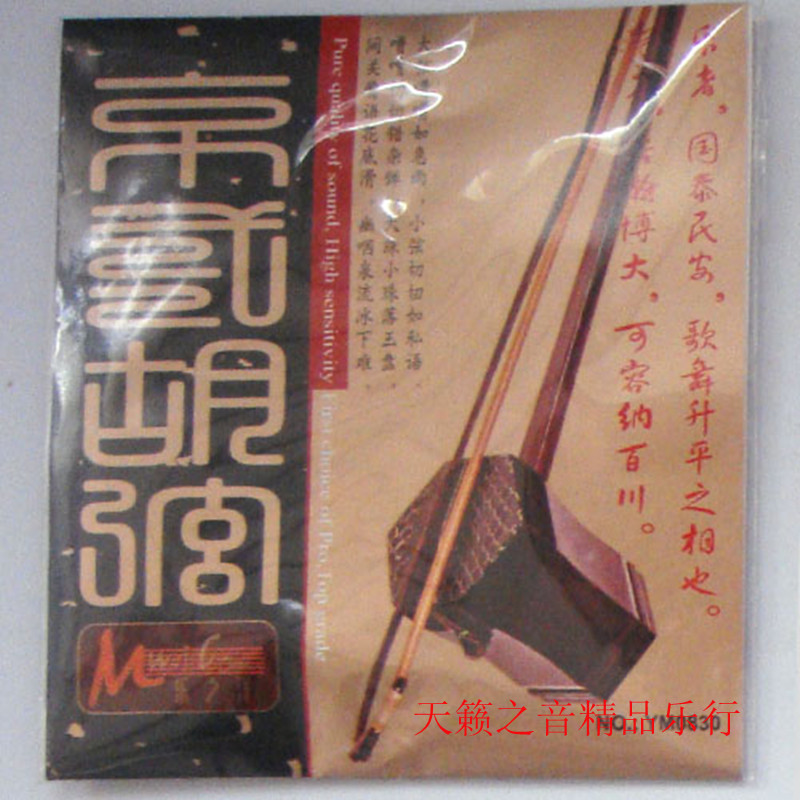 胡
Pure quality of sound, High sensitivity First choice of Pro,Top grade
大弦嘈嘈如急雨，小弦切切如私语。
嘈嘈切切错杂弹，大珠小珠落玉盘。
间关莺语花底滑，幽咽泉流冰下难。
乐者，国泰民安，歌舞升平之相也。
瀚博大，可容纳百川。
天籁之音精品乐行
NO.: YM0830